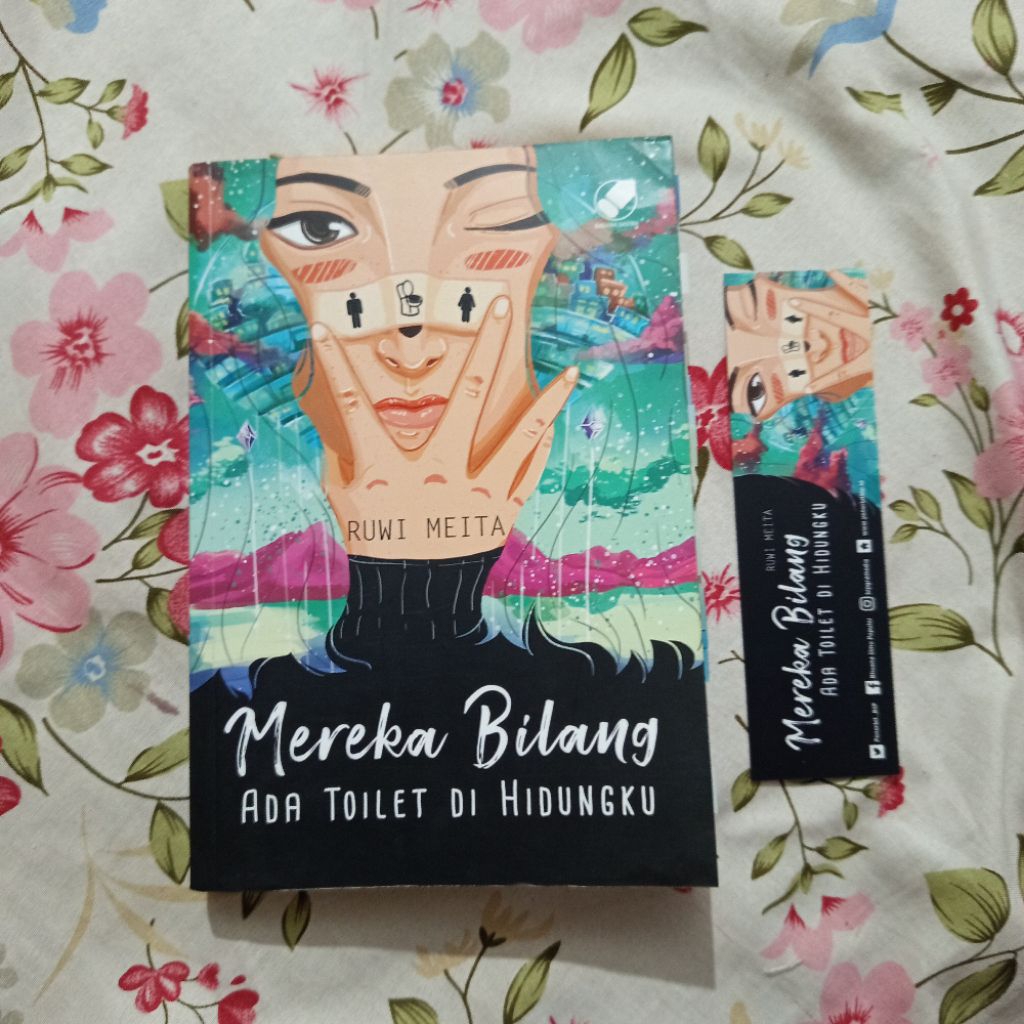 RUWI MEITA
Mereka Bilang
ADA TOILET DI HIDUNGKU
RUWI MEITA
Mereka Bilang
ADA TOILET DI HIDUNGKU